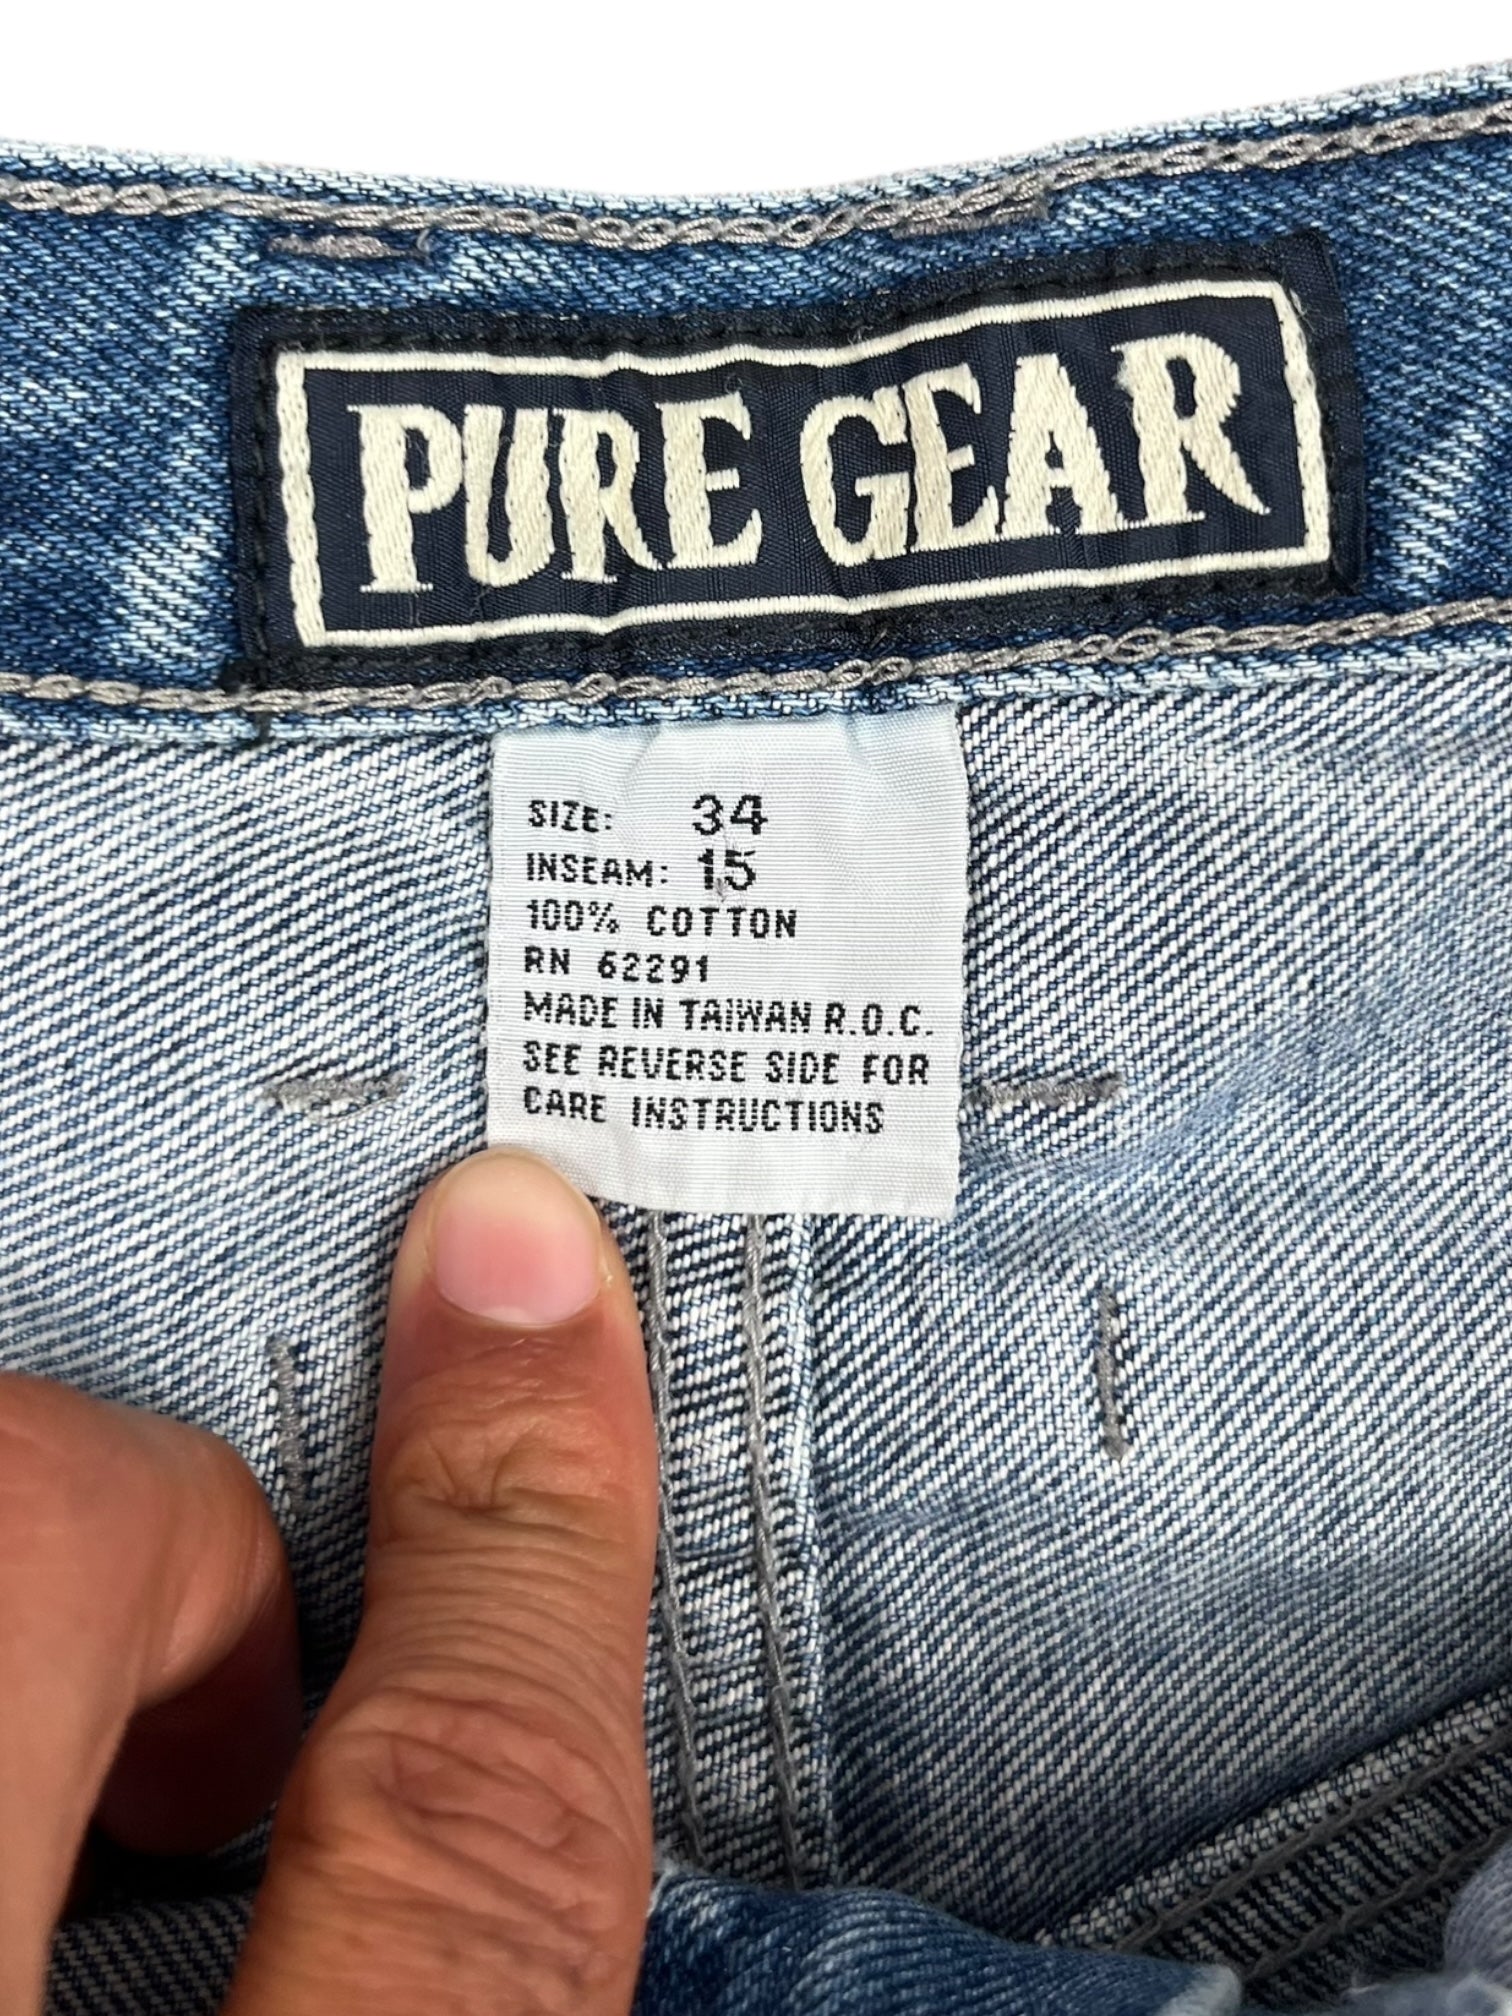 PURE GEAR
SIZE: 34
INSEAM: 15
100% COTTON
RN 62291
MADE IN TAIWAN R.O.C.
SEE REVERSE SIDE FOR
CARE INSTRUCTIONS